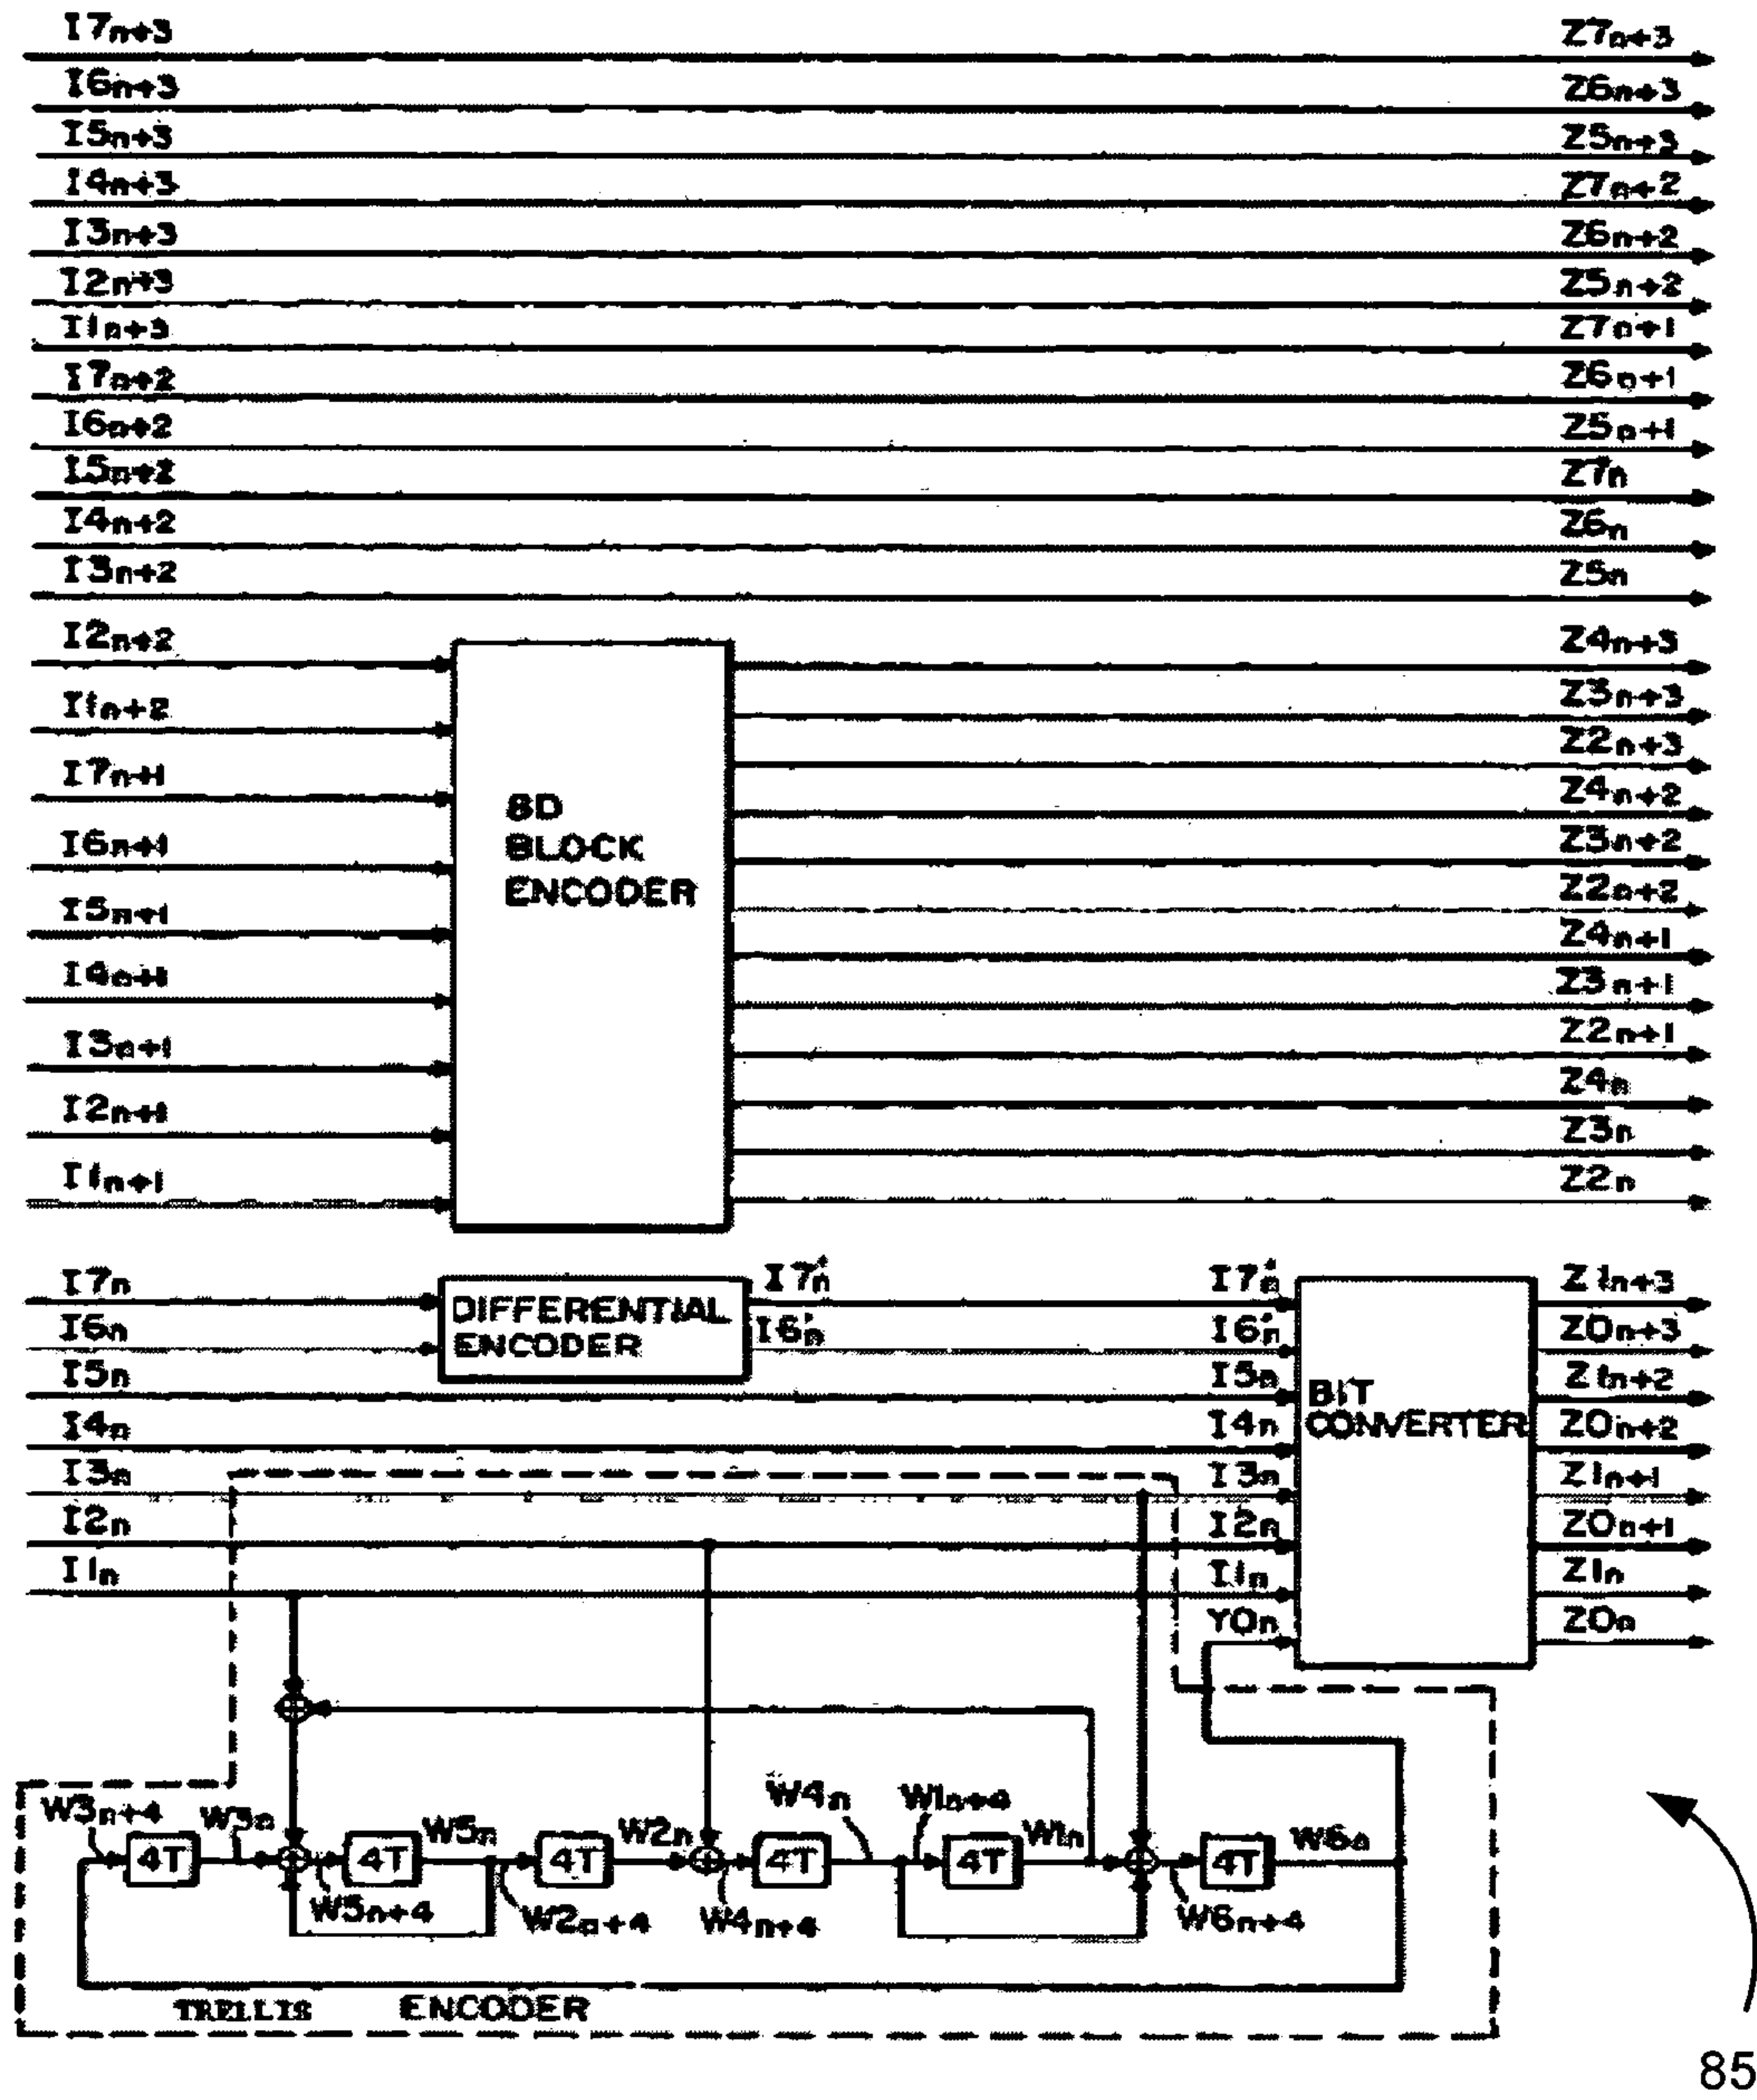 I7n+3 Z7n+3
I6n+3 Z6n+3
I5n+3 Z5n+3
I4n+3 Z7n+2
I3n+3 Z6n+2
I2n+3 Z5n+2
I1n+3 Z7n+1
I7n+2 Z6n+1
I6n+2 Z5n+1
I5n+2 Z7n
I4n+2 Z6n
I3n+2 Z5n
I2n+2 Z4n+3
I1n+2 Z3n+3
Z2n+3
I7n+1 Z4n+2
I6n+1 Z3n+2
Z2n+2
I5n+1 Z4n+1
I4n+1 Z3n+1
I3n+1 Z2n+1
I2n+1 Z4n
Z3n
I1n+1 Z2n
8D
BLOCK
ENCODER
I7n I7'n I7'n Z1n+3
I6n I6'n I6'n Z0n+3
DIFFERENTIAL
ENCODER
I5n I5n Z1n+2
I4n I4n Z0n+2
I3n I3n Z1n+1
I2n I2n Z0n+1
I1n I1n Z1n
Y0n Z0n
BIT
CONVERTER
W3n+4 W3n W5n W2n W4n W1n+4 W1n W6n
4T 4T 4T 4T 4T 4T
W5n+4 W2n+4 W4n+4 W6n+4
TRELLIS ENCODER
85